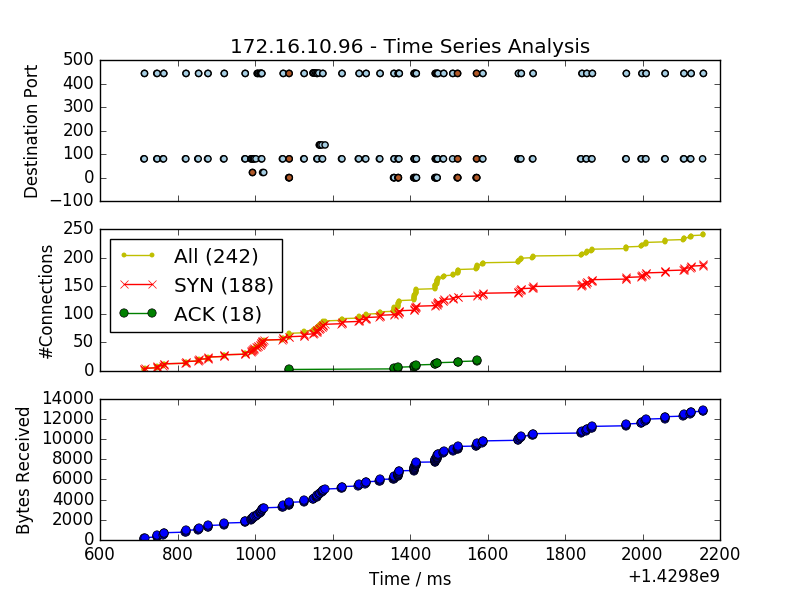 172.16.10.96 - Time Series Analysis
Destination Port
500
400
300
200
100
0
−100
#Connections
250
200
150
100
50
0
All (242)
SYN (188)
ACK (18)
Bytes Received
14000
12000
10000
8000
6000
4000
2000
0
600 800 1000 1200 1400 1600 1800 2000 2200
Time / ms
+1.4298e9